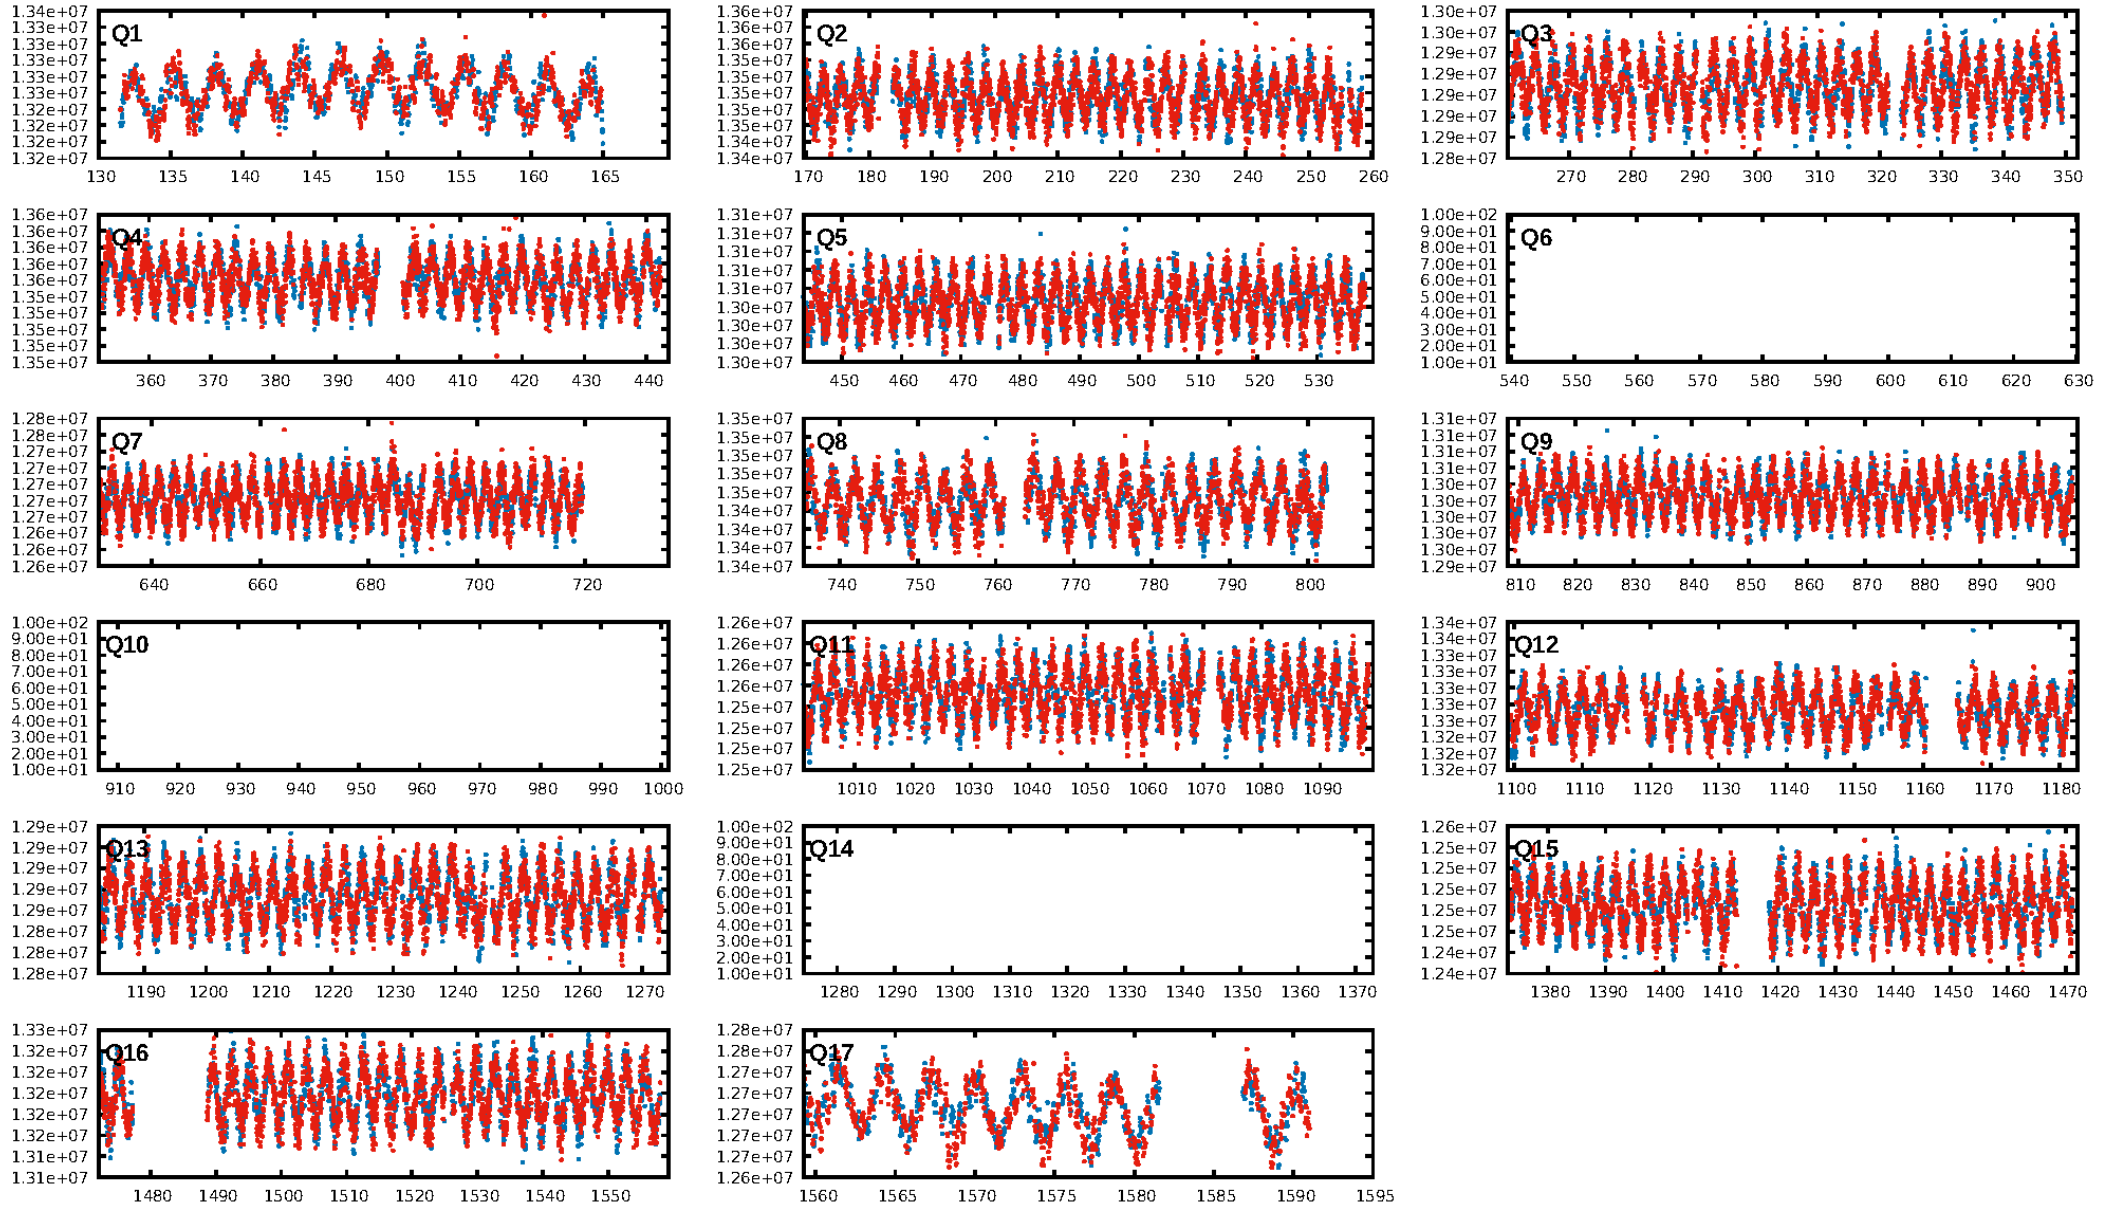 1.34e+07 1.33e+07 1.33e+07 1.33e+07 1.33e+07 1.32e+07 1.32e+07 1.32e+07
Q1
130 135 140 145 150 155 160 165
1.36e+07 1.36e+07 1.36e+07 1.35e+07 1.35e+07 1.35e+07 1.35e+07 1.35e+07 1.34e+07 1.34e+07
Q2
170 180 190 200 210 220 230 240 250 260
1.30e+07 1.30e+07 1.29e+07 1.29e+07 1.29e+07 1.29e+07 1.29e+07 1.28e+07
Q3
270 280 290 300 310 320 330 340 350
1.36e+07 1.36e+07 1.36e+07 1.36e+07 1.36e+07 1.35e+07 1.35e+07 1.35e+07 1.35e+07 1.35e+07
Q4
360 370 380 390 400 410 420 430 440
1.31e+07 1.31e+07 1.31e+07 1.31e+07 1.31e+07 1.30e+07 1.30e+07 1.30e+07 1.30e+07
Q5
450 460 470 480 490 500 510 520 530
1.00e+02 9.00e+01 8.00e+01 7.00e+01 6.00e+01 5.00e+01 4.00e+01 3.00e+01 2.00e+01 1.00e+01
Q6
540 550 560 570 580 590 600 610 620 630
1.28e+07 1.28e+07 1.27e+07 1.27e+07 1.27e+07 1.27e+07 1.27e+07 1.26e+07 1.26e+07 1.26e+07
Q7
640 660 680 700 720
1.35e+07 1.35e+07 1.35e+07 1.35e+07 1.35e+07 1.34e+07 1.34e+07 1.34e+07 1.34e+07
Q8
740 750 760 770 780 790 800
1.31e+07 1.31e+07 1.31e+07 1.31e+07 1.30e+07 1.30e+07 1.30e+07 1.30e+07 1.30e+07 1.29e+07
Q9
810 820 830 840 850 860 870 880 890 900
1.00e+02 9.00e+01 8.00e+01 7.00e+01 6.00e+01 5.00e+01 4.00e+01 3.00e+01 2.00e+01 1.00e+01
Q10
910 920 930 940 950 960 970 980 990 1000
1.26e+07 1.26e+07 1.26e+07 1.26e+07 1.25e+07 1.25e+07 1.25e+07 1.25e+07
Q11
1010 1020 1030 1040 1050 1060 1070 1080 1090
1.34e+07 1.34e+07 1.33e+07 1.33e+07 1.33e+07 1.33e+07 1.33e+07 1.32e+07 1.32e+07 1.32e+07
Q12
1100 1110 1120 1130 1140 1150 1160 1170 1180
1.29e+07 1.29e+07 1.29e+07 1.29e+07 1.29e+07 1.28e+07 1.28e+07 1.28e+07
Q13
1190 1200 1210 1220 1230 1240 1250 1260 1270
1.00e+02 9.00e+01 8.00e+01 7.00e+01 6.00e+01 5.00e+01 4.00e+01 3.00e+01 2.00e+01 1.00e+01
Q14
1280 1290 1300 1310 1320 1330 1340 1350 1360 1370
1.26e+07 1.25e+07 1.25e+07 1.25e+07 1.25e+07 1.25e+07 1.24e+07 1.24e+07
Q15
1380 1390 1400 1410 1420 1430 1440 1450 1460 1470
1.33e+07 1.32e+07 1.32e+07 1.32e+07 1.32e+07 1.32e+07 1.31e+07 1.31e+07
Q16
1480 1490 1500 1510 1520 1530 1540 1550
1.28e+07 1.28e+07 1.27e+07 1.27e+07 1.27e+07 1.27e+07 1.26e+07
Q17
1560 1565 1570 1575 1580 1585 1590 1595